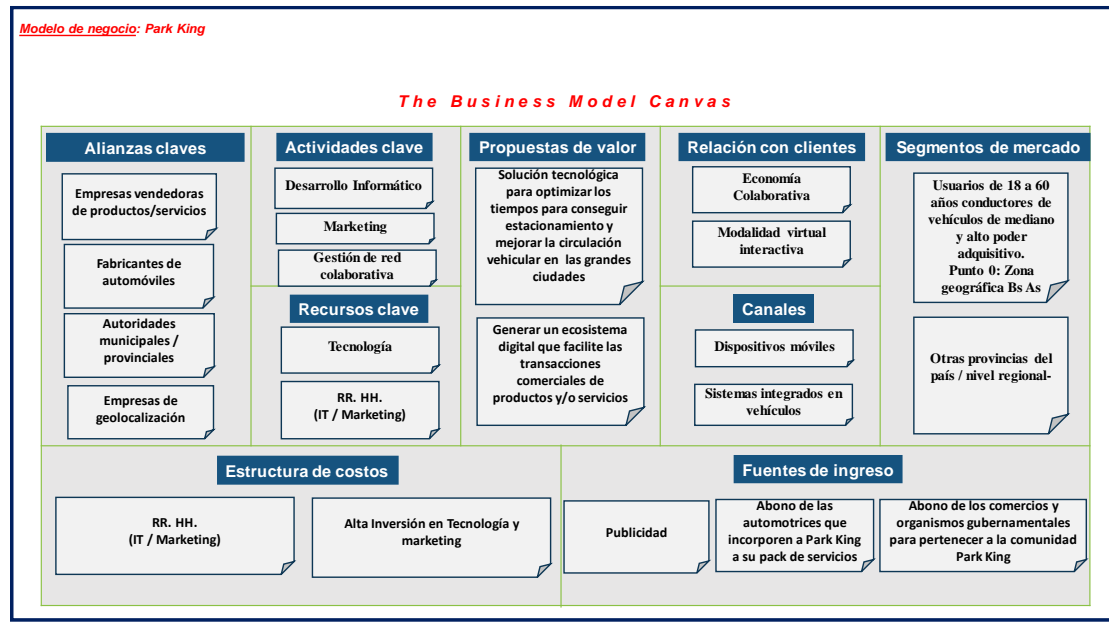 Modelo de negocio: Park King
The Business Model Canvas
Alianzas claves
Empresas vendedoras
de productos/servicios
Fabricantes de
automóviles
Autoridades
municipales /
provinciales
Empresas de
geolocalización
Actividades clave
Desarrollo Informático
Marketing
Gestión de red
colaborativa
Recursos clave
Tecnología
RR. HH.
(IT / Marketing)
Propuestas de valor
Solución tecnológica
para optimizar los
tiempos para conseguir
estacionamiento y
mejorar la circulación
vehicular en las grandes
ciudades
Generar un ecosistema
digital que facilite las
transacciones
comerciales de
productos y/o servicios
Relación con clientes
Economía
Colaborativa
Modalidad virtual
interactiva
Canales
Dispositivos móviles
Sistemas integrados en
vehículos
Segmentos de mercado
Usuarios de 18 a 60
años conductores de
vehículos de mediano
y alto poder
adquisitivo.
Punto 0: Zona
geográfica Bs As
Otras provincias del
país / nivel regional-
Estructura de costos
RR. HH.
(IT / Marketing)
Alta Inversión en Tecnología y
marketing
Fuentes de ingreso
Publicidad
Abono de las
automotrices que
incorporen a Park King
a su pack de servicios
Abono de los comercios y
organismos gubernamentales
para pertenecer a la comunidad
Park King